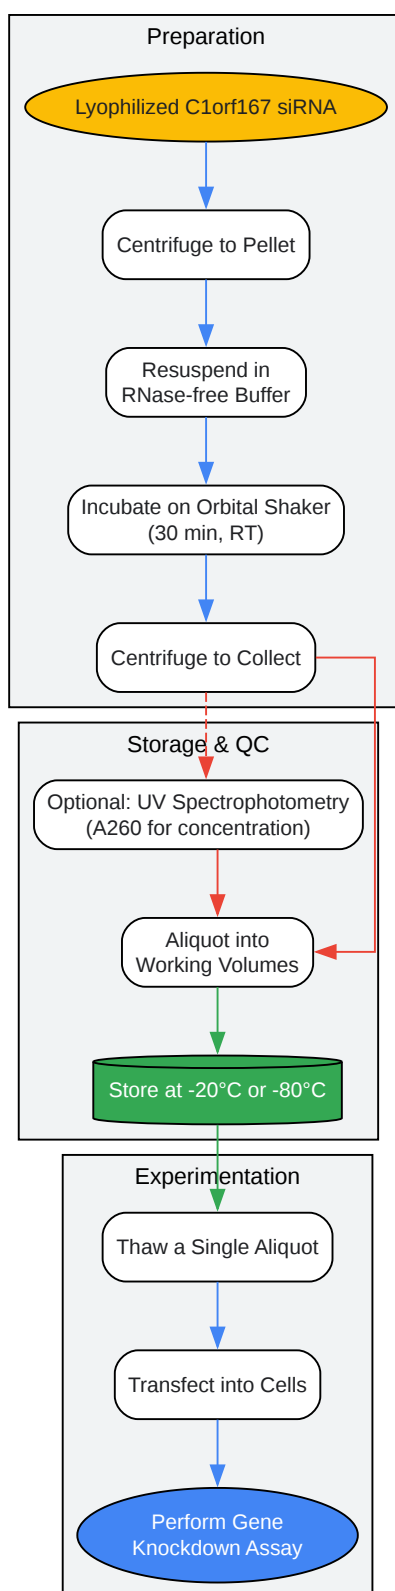 Preparation
Lyophilized C1orf167 siRNA
Centrifuge to Pellet
Resuspend in
RNase-free Buffer
Incubate on Orbital Shaker
(30 min, RT)
Centrifuge to Collect
Storage & QC
Optional: UV Spectrophotometry
(A260 for concentration)
Aliquot into
Working Volumes
Store at -20°C or -80°C
Experimentation
Thaw a Single Aliquot
Transfect into Cells
Perform Gene
Knockdown Assay